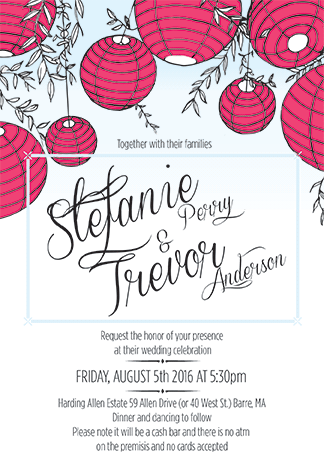 Together with their families
Stefanie
Perry
&
Trevor
Anderson
Request the honor of your presence
at their wedding celebration
FRIDAY, AUGUST 5th 2016 AT 5:30pm
Harding Allen Estate 59 Allen Drive (or 40 West St.) Barre, MA
Dinner and dancing to follow
Please note it will be a cash bar and there is no atm
on the premisis and no cards accepted